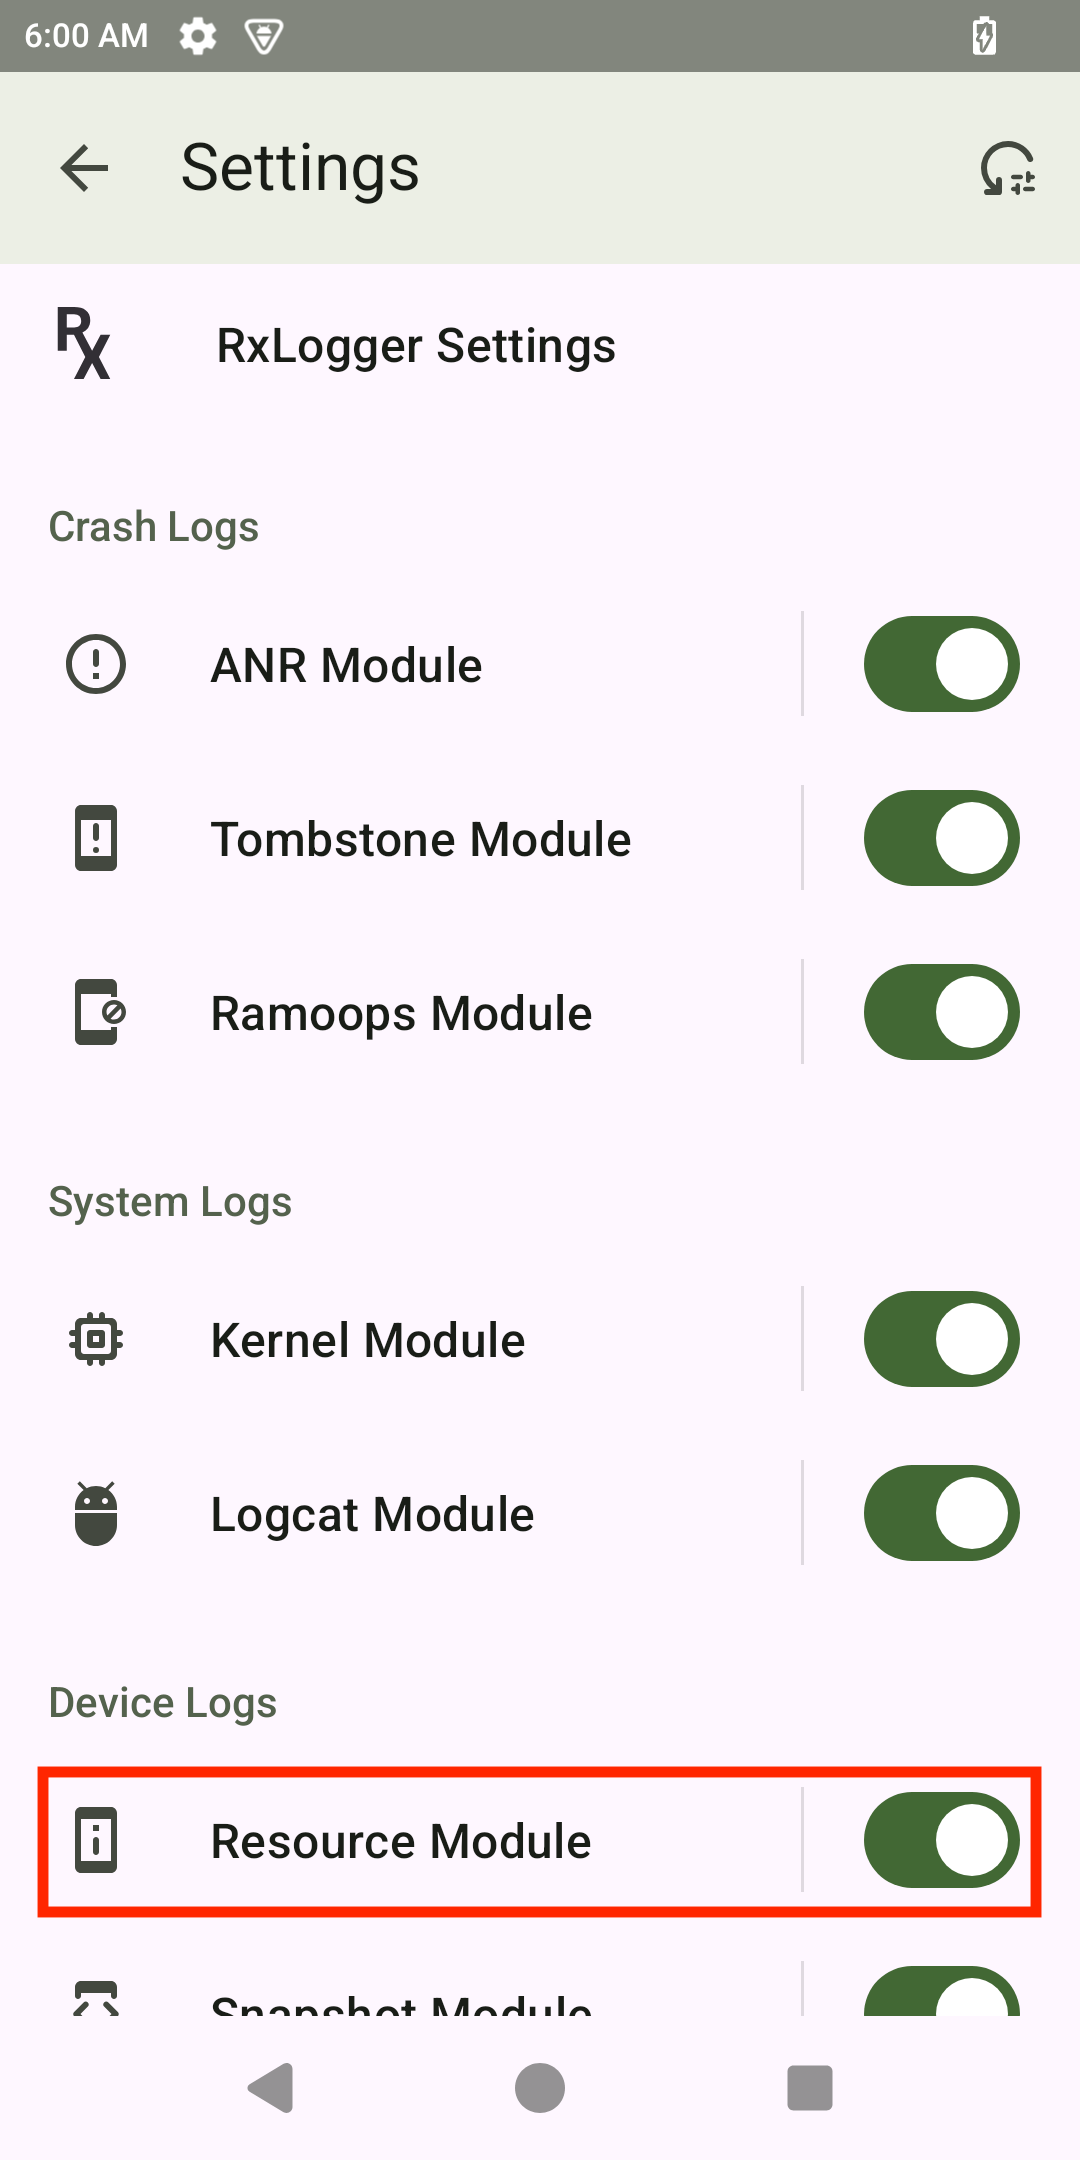 6:00 AM
Settings
Rx
RxLogger Settings
Crash Logs
ANR Module
Tombstone Module
Ramoops Module
System Logs
Kernel Module
Logcat Module
Device Logs
Resource Module
Snapshot Module